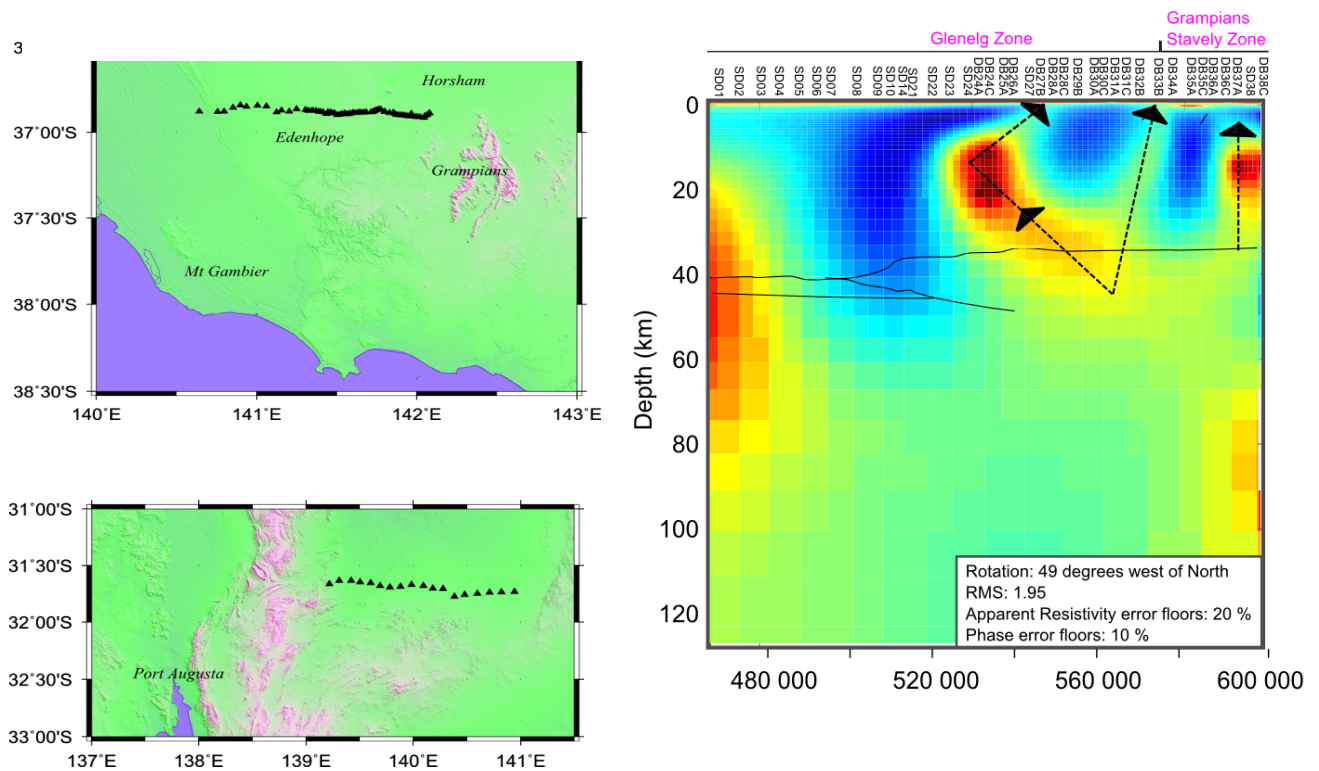 3
Horsham
37˚00'S
Edenhope
Grampians
37˚30'S
Mt Gambier
38˚00'S
38˚30'S
140˚E
141˚E
142˚E
143˚E
31˚00'S
31˚30'S
32˚00'S
Port Augusta
32˚30'S
33˚00'S
137˚E
138˚E
139˚E
140˚E
141˚E
Grampians
Glenelg Zone
Stavely Zone
SD01
SD02
SD03
SD04
SD05
SD06
SD07
SD08
SD09
SD10
SD14
SD21
SD22
SD23
SD24
DB24A
DB24C
DB25A
DB26A
SD27
DB27B
DB28A
DB28C
DB29B
DB30A
DB30C
DB31A
DB31C
DB32B
DB33B
DB34A
DB35A
DB35C
DB36A
DB36C
DB37A
SD38
DB38C
0
20
40
60
80
100
120
Depth (km)
Rotation: 49 degrees west of North
RMS: 1.95
Apparent Resistivity error floors: 20 %
Phase error floors: 10 %
480 000
520 000
560 000
600 000